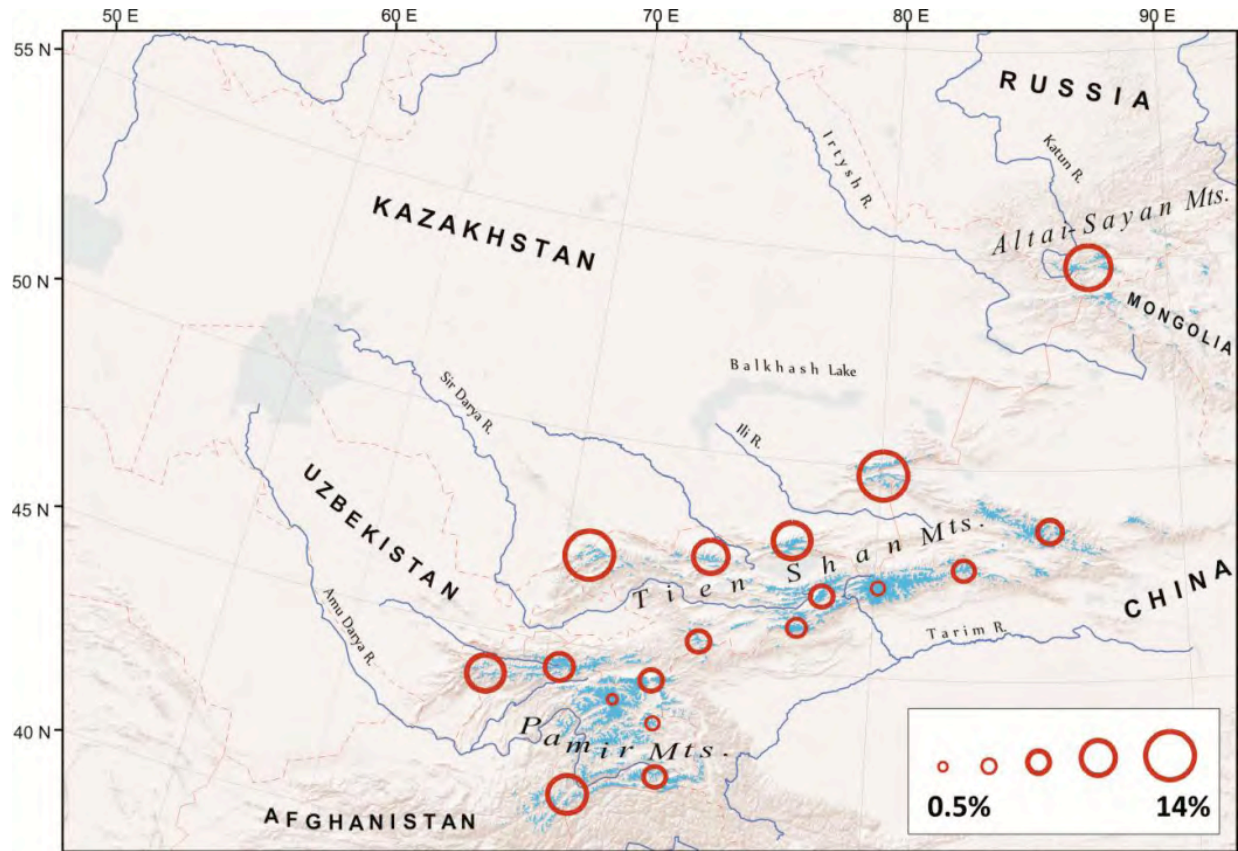 50 E 60 E 70 E 80 E 90 E
55 N
50 N
45 N
40 N
RUSSIA
Katun R.
Irtysh R.
Altai-Sayan Mts.
KAZAKHSTAN
MONGOLIA
Balkhash Lake
Sir Darya R.
Ili R.
UZBEKISTAN
Tien Shan Mts.
CHINA
Amu Darya R.
Tarim R.
Pamir Mts.
AFGHANISTAN
0.5% 14%